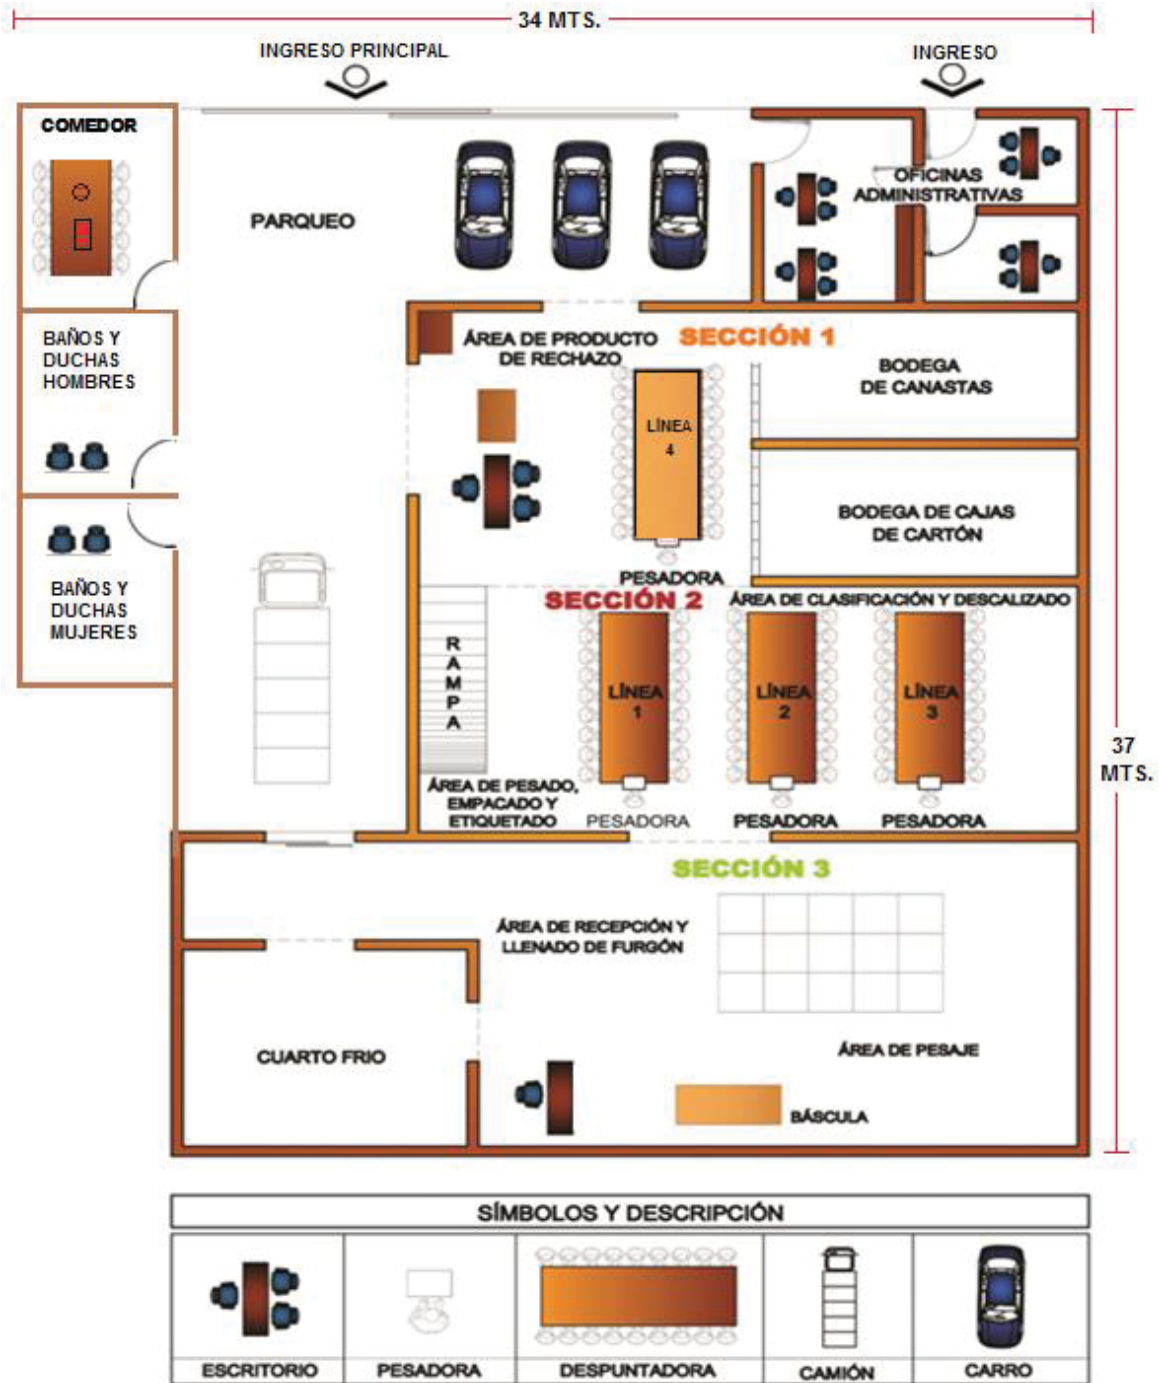 34 MTS.
INGRESO PRINCIPAL
INGRESO
COMEDOR
PARQUEO
OFICINAS
ADMINISTRATIVAS
BAÑOS Y
DUCHAS
HOMBRES
ÁREA DE PRODUCTO
DE RECHAZO
SECCIÓN 1
BODEGA
DE CANASTAS
LÍNEA
4
BODEGA DE CAJAS
DE CARTÓN
PESADORA
BAÑOS Y
DUCHAS
MUJERES
SECCIÓN 2
ÁREA DE CLASIFICACIÓN Y DESCALIZADO
RAMPA
LÍNEA
1
LÍNEA
2
LÍNEA
3
37
MTS.
ÁREA DE PESADO,
EMPACADO Y
ETIQUETADO
PESADORA
PESADORA
PESADORA
SECCIÓN 3
ÁREA DE RECEPCIÓN Y
LLENADO DE FURGÓN
CUARTO FRIO
ÁREA DE PESAJE
BÁSCULA
SÍMBOLOS Y DESCRIPCIÓN
ESCRITORIO
PESADORA
DESPUNTADORA
CAMIÓN
CARRO